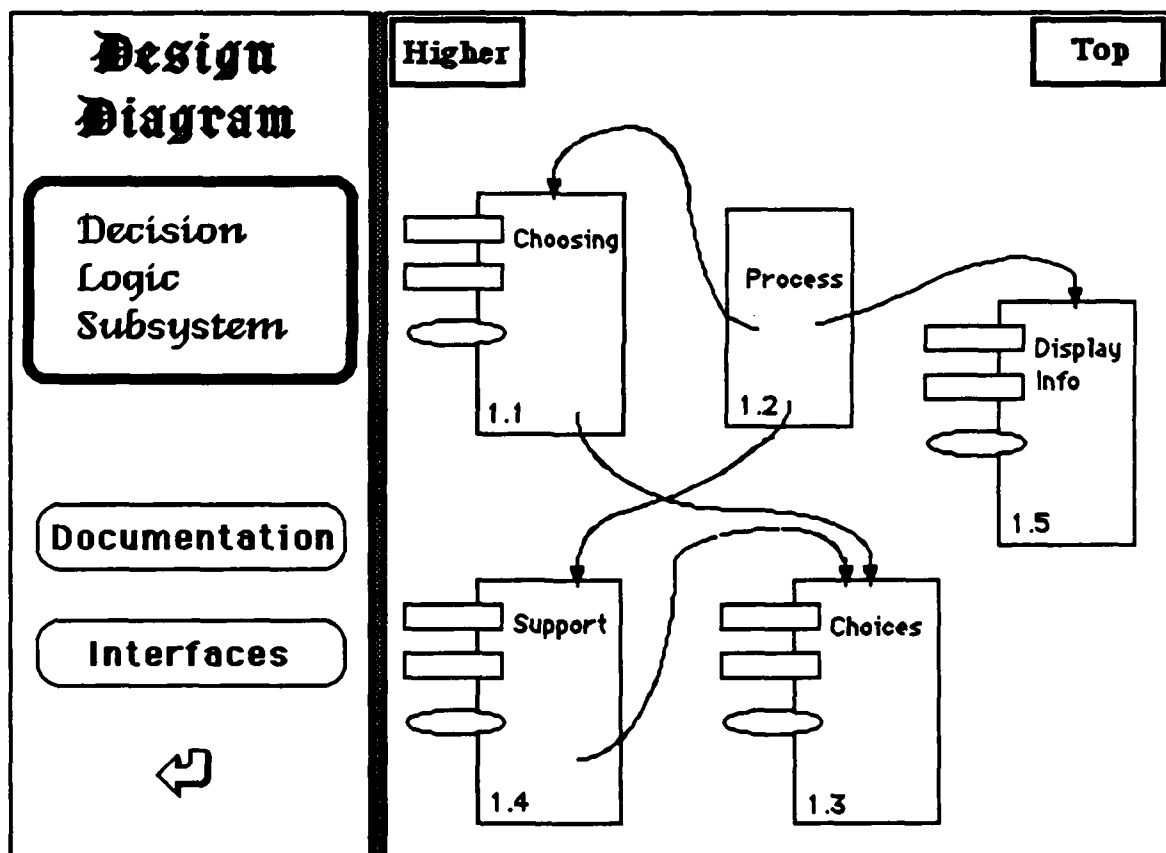 Design
Diagram
Decision
Logic
Subsystem
Documentation
Interfaces
Higher
Top
Choosing
1.1
Process
1.2
Display
Info
1.5
Support
1.4
Choices
1.3